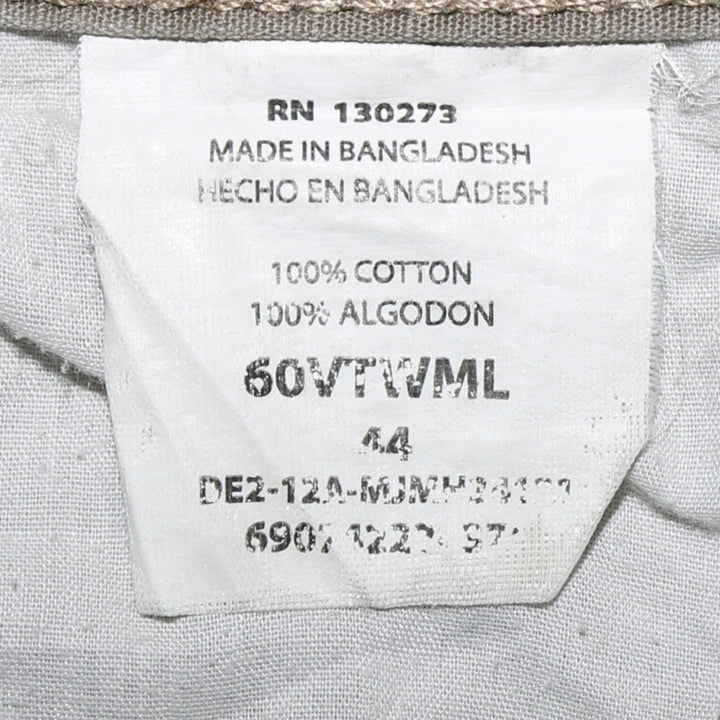 RN 130273
MADE IN BANGLADESH
HECHO EN BANGLADESH
100% COTTON
100% ALGODON
60VTWML
44